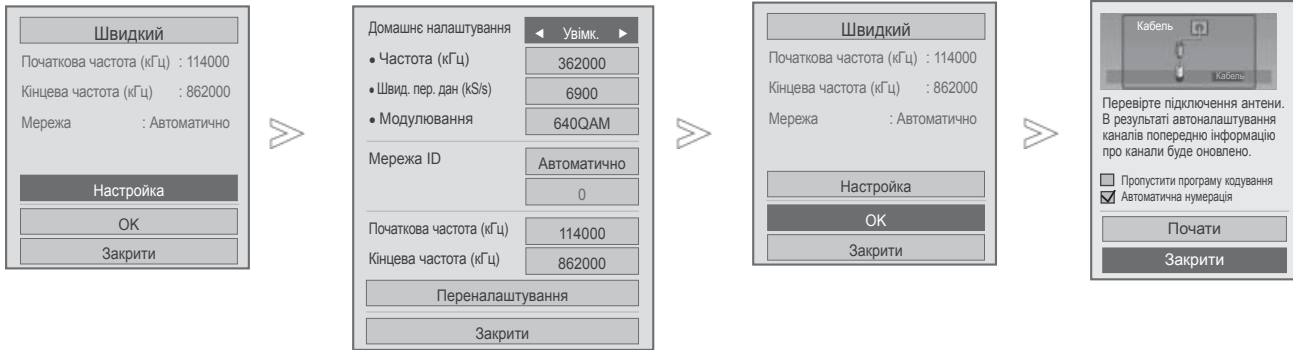 Швидкий
Початкова частота (кГц) : 114000
Кінцева частота (кГц) : 862000
Мережа : Автоматично
Настройка
OK
Закрити
Домашнє налаштування ◄ Увімк. ►
• Частота (кГц) 362000
• Швид. пер. дан (kS/s) 6900
• Модулювання 640QAM
Мережа ID Автоматично
0
Початкова частота (кГц) 114000
Кінцева частота (кГц) 862000
Переналаштування
Закрити
Швидкий
Початкова частота (кГц) : 114000
Кінцева частота (кГц) : 862000
Мережа : Автоматично
Настройка
OK
Закрити
Кабель
Кабель
Перевірте підключення антени.
В результаті автоналаштування
каналів попередню інформацію
про канали буде оновлено.
Пропустити програму кодування
Автоматична нумерація
Почати
Закрити